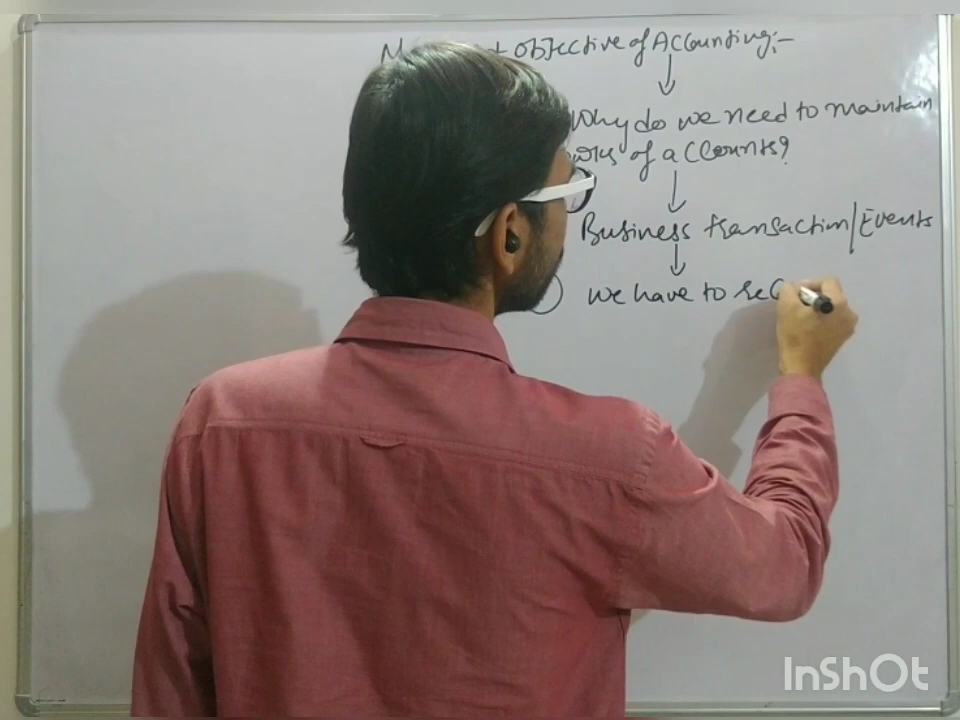 objective of Accounting:-
Why do we need to maintain
of accounts?
Business transaction/Events
we have to
InShOt